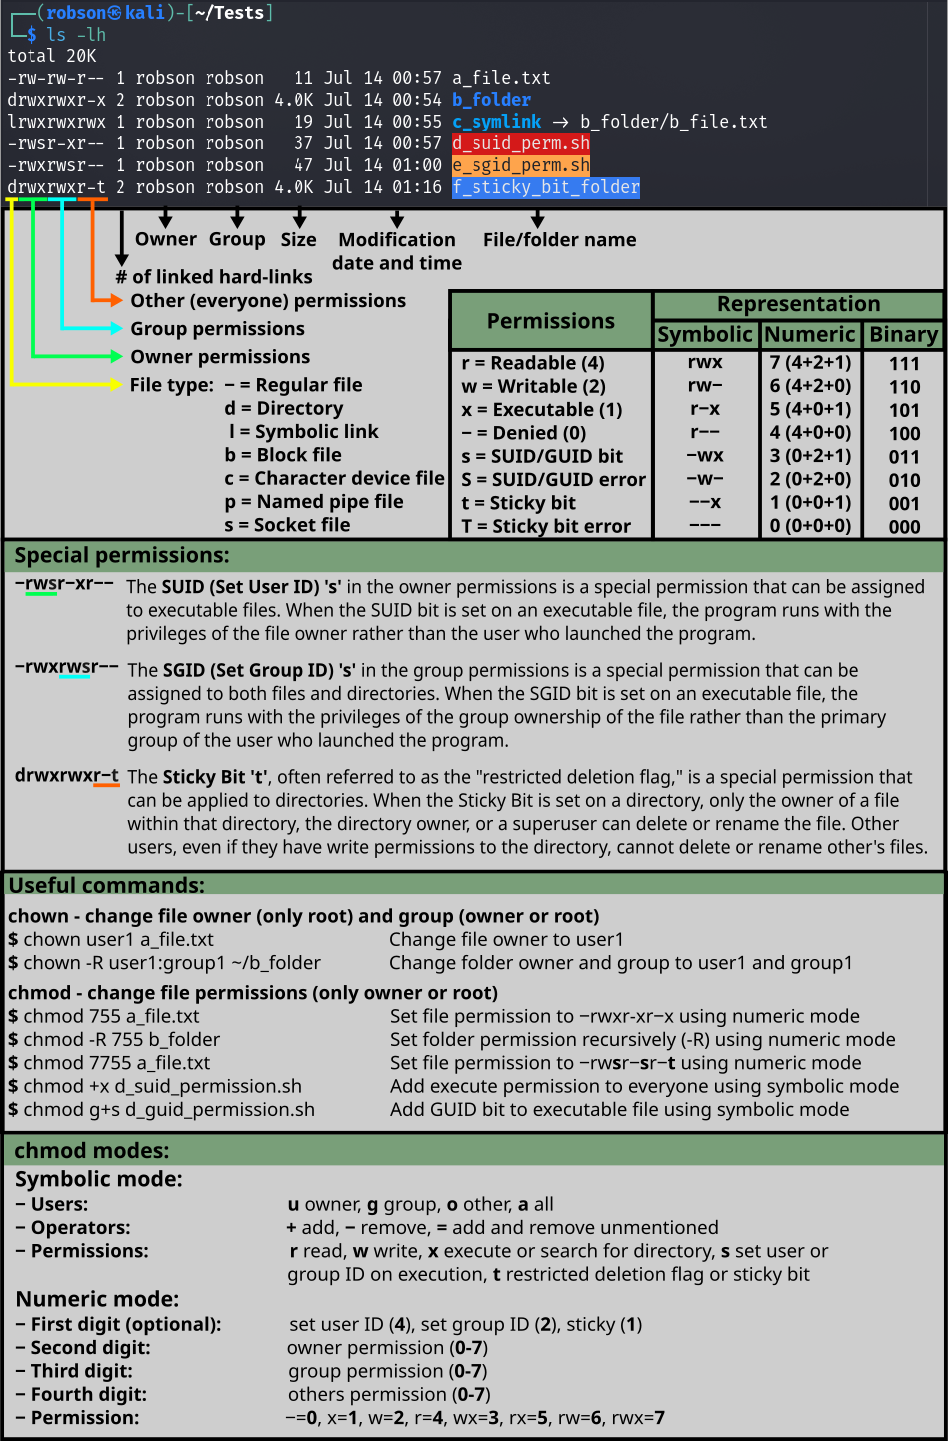 ┌──(robson㉿kali)-[~/Tests]
└─$ ls -lh
total 20K
-rw-rw-r-- 1 robson robson 11 Jul 14 00:57 a_file.txt
drwxrwxr-x 2 robson robson 4.0K Jul 14 00:54 b_folder
lrwxrwxrwx 1 robson robson 19 Jul 14 00:55 c_symlink → b_folder/b_file.txt
-rwsr-xr-- 1 robson robson 37 Jul 14 00:57 d_suid_perm.sh
-rwxrwsr-- 1 robson robson 47 Jul 14 01:00 e_sgid_perm.sh
drwxrwxr-t 2 robson robson 4.0K Jul 14 01:16 f_sticky_bit_folder
Owner Group Size Modification date and time File/folder name
# of linked hard-links
Other (everyone) permissions
Group permissions
Owner permissions
File type: − = Regular file
d = Directory
l = Symbolic link
b = Block file
c = Character device file
p = Named pipe file
s = Socket file
Permissions Representation
Symbolic Numeric Binary
r = Readable (4) rwx 7 (4+2+1) 111
w = Writable (2) rw− 6 (4+2+0) 110
x = Executable (1) r−x 5 (4+0+1) 101
− = Denied (0) r−− 4 (4+0+0) 100
s = SUID/GUID bit −wx 3 (0+2+1) 011
S = SUID/GUID error −w− 2 (0+2+0) 010
t = Sticky bit −−x 1 (0+0+1) 001
T = Sticky bit error −−− 0 (0+0+0) 000
Special permissions:
−rwsr−xr−− The SUID (Set User ID) 's' in the owner permissions is a special permission that can be assigned
to executable files. When the SUID bit is set on an executable file, the program runs with the
privileges of the file owner rather than the user who launched the program.
−rwxrwsr−− The SGID (Set Group ID) 's' in the group permissions is a special permission that can be
assigned to both files and directories. When the SGID bit is set on an executable file, the
program runs with the privileges of the group ownership of the file rather than the primary
group of the user who launched the program.
drwxrwxr−t The Sticky Bit 't', often referred to as the "restricted deletion flag," is a special permission that
can be applied to directories. When the Sticky Bit is set on a directory, only the owner of a file
within that directory, the directory owner, or a superuser can delete or rename the file. Other
users, even if they have write permissions to the directory, cannot delete or rename other's files.
Useful commands:
chown - change file owner (only root) and group (owner or root)
$ chown user1 a_file.txt Change file owner to user1
$ chown -R user1:group1 ~/b_folder Change folder owner and group to user1 and group1
chmod - change file permissions (only owner or root)
$ chmod 755 a_file.txt Set file permission to −rwxr-xr−x using numeric mode
$ chmod -R 755 b_folder Set folder permission recursively (-R) using numeric mode
$ chmod 7755 a_file.txt Set file permission to −rwsr−sr−t using numeric mode
$ chmod +x d_suid_permission.sh Add execute permission to everyone using symbolic mode
$ chmod g+s d_guid_permission.sh Add GUID bit to executable file using symbolic mode
chmod modes:
Symbolic mode:
− Users: u owner, g group, o other, a all
− Operators: + add, − remove, = add and remove unmentioned
− Permissions: r read, w write, x execute or search for directory, s set user or
group ID on execution, t restricted deletion flag or sticky bit
Numeric mode:
− First digit (optional): set user ID (4), set group ID (2), sticky (1)
− Second digit: owner permission (0-7)
− Third digit: group permission (0-7)
− Fourth digit: others permission (0-7)
− Permission: −=0, x=1, w=2, r=4, wx=3, rx=5, rw=6, rwx=7